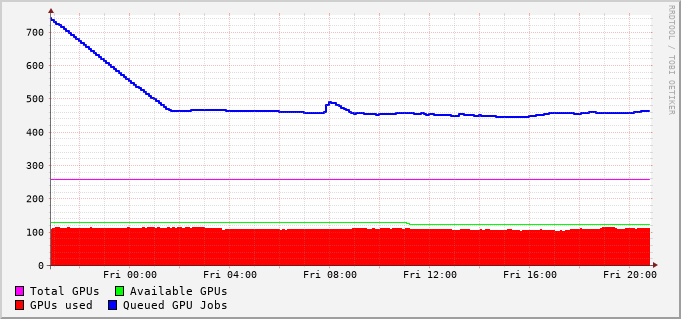 700
600
500
400
300
200
100
0
Fri 00:00 Fri 04:00 Fri 08:00 Fri 12:00 Fri 16:00 Fri 20:00
Total GPUs Available GPUs
GPUs used Queued GPU Jobs
RRDTOOL / TOBI OETIKER